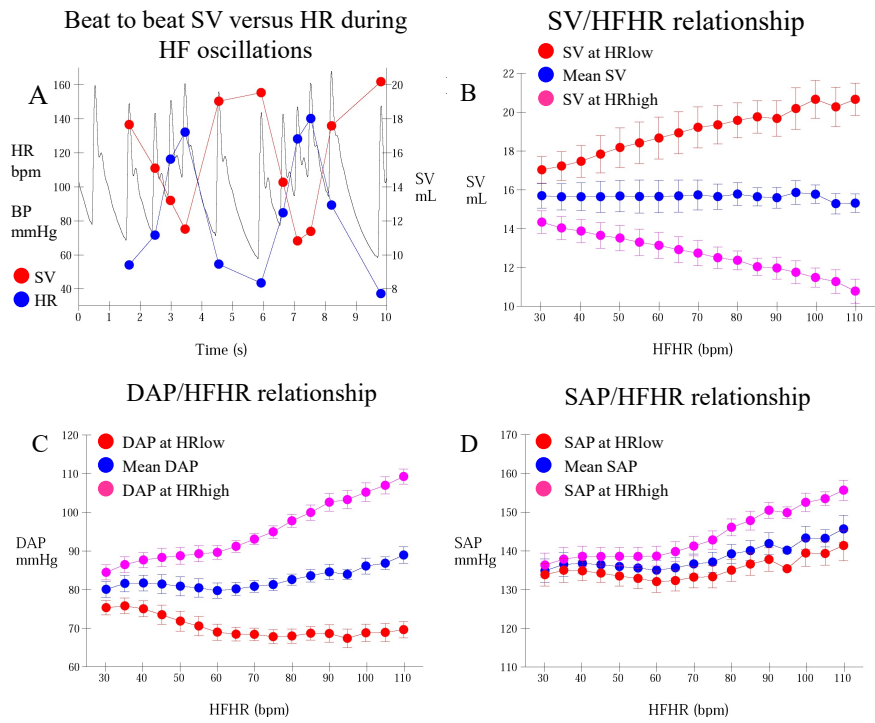 Beat to beat SV versus HR during
HF oscillations
A
160
140
120
100
80
60
40
HR
bpm
BP
mmHg
SV
HR
20
18
16
14
12
10
8
SV
mL
0 1 2 3 4 5 6 7 8 9 10
Time (s)
SV/HFHR relationship
SV at HRlow
Mean SV
SV at HRhigh
B
22
20
18
16
14
12
10
SV
mL
30 40 50 60 70 80 90 100 110
HFHR (bpm)
DAP/HFHR relationship
C
120
110
100
90
80
70
60
DAP at HRlow
Mean DAP
DAP at HRhigh
DAP
mmHg
30 40 50 60 70 80 90 100 110
HFHR (bpm)
SAP/HFHR relationship
D
170
160
150
140
130
120
110
SAP at HRlow
Mean SAP
SAP at HRhigh
SAP
mmHg
30 40 50 60 70 80 90 100 110
HFHR (bpm)